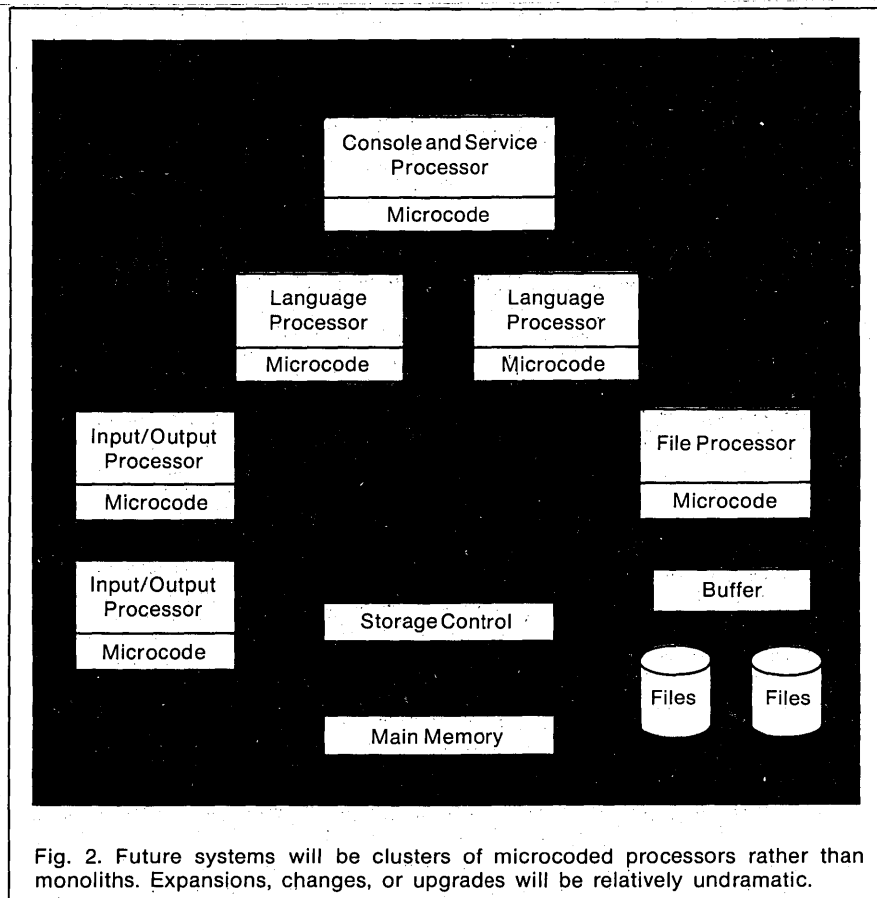 Console and Service
Processor
Microcode
Language
Processor
Microcode
Language
Processor
Microcode
Input/Output
Processor
Microcode
File Processor
Microcode
Input/Output
Processor
Microcode
Buffer
Storage Control
Files
Files
Main Memory
Fig. 2. Future systems will be clusters of microcoded processors rather than
monoliths. Expansions, changes, or upgrades will be relatively undramatic.